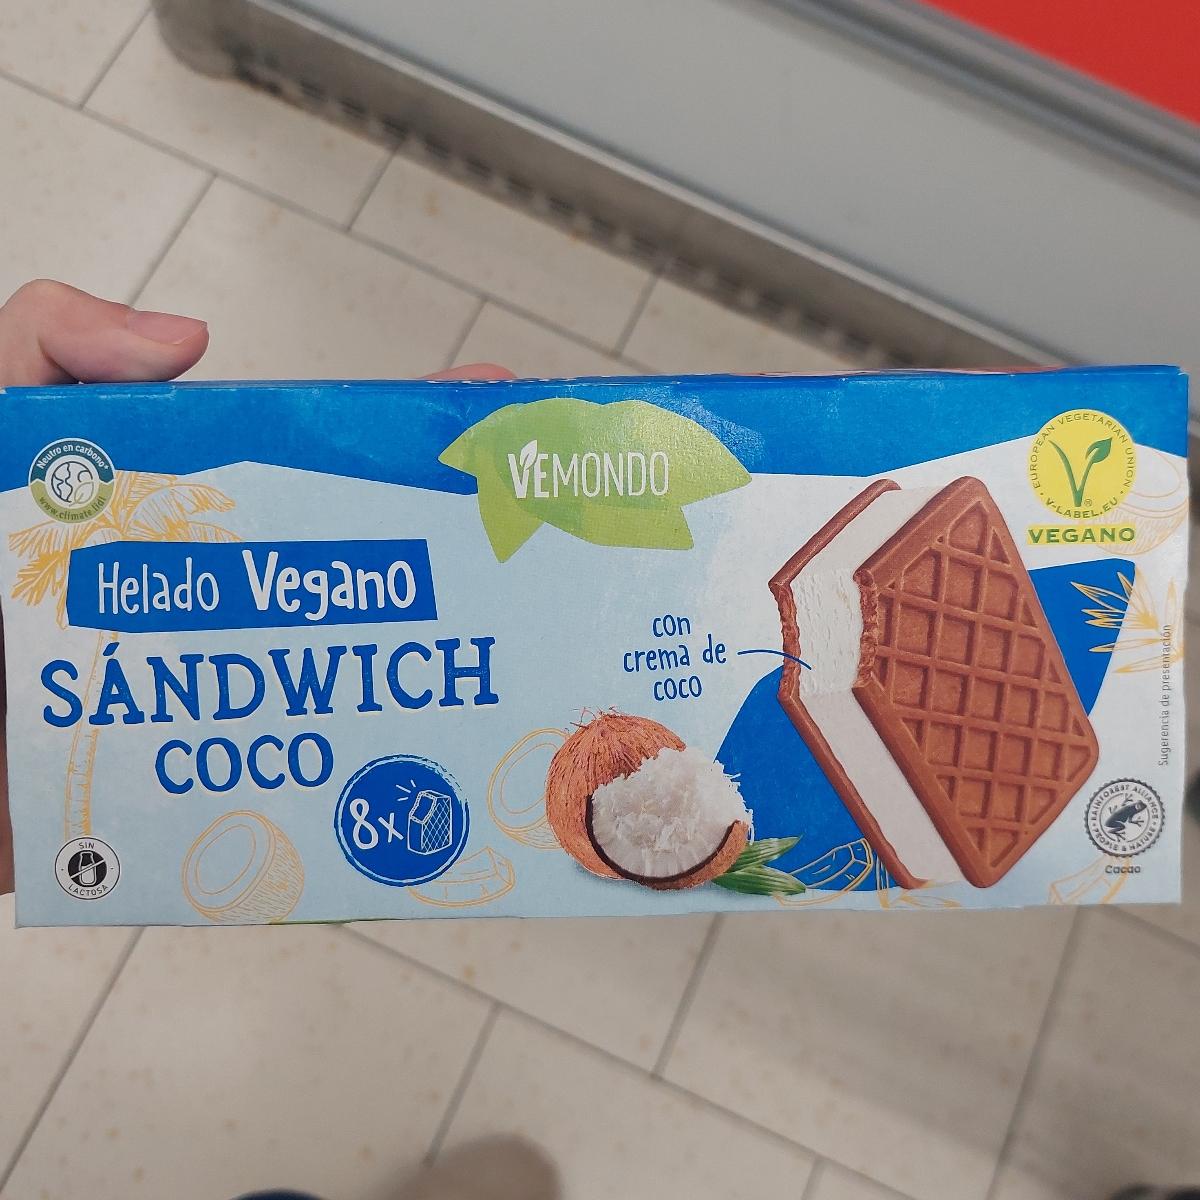 VEMONDO
Neutro en carbono*
www.climate.lidl
EUROPEAN VEGETARIAN UNION
V-LABEL.EU
®
VEGANO
Helado Vegano
SÁNDWICH
COCO
con
crema de
coco
8x
SIN
LACTOSA
Sugerencia de presentación
RAINFOREST ALLIANCE
PEOPLE & NATURE
Cacao